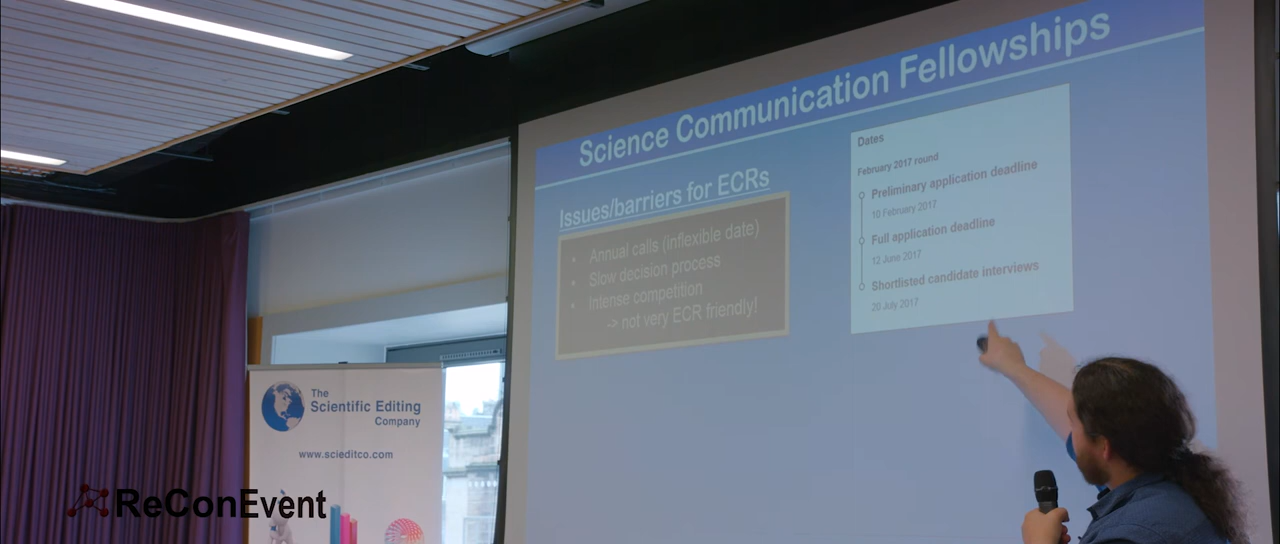 Science Communication Fellowships
Issues/barriers for ECRs
• Annual calls (inflexible date)
• Slow decision process
• Intense competition
-> not very ECR friendly!
Dates
February 2017 round
Preliminary application deadline
10 February 2017
Full application deadline
12 June 2017
Shortlisted candidate interviews
20 July 2017
The
Scientific Editing
Company
www.scieditco.com
ReConEvent